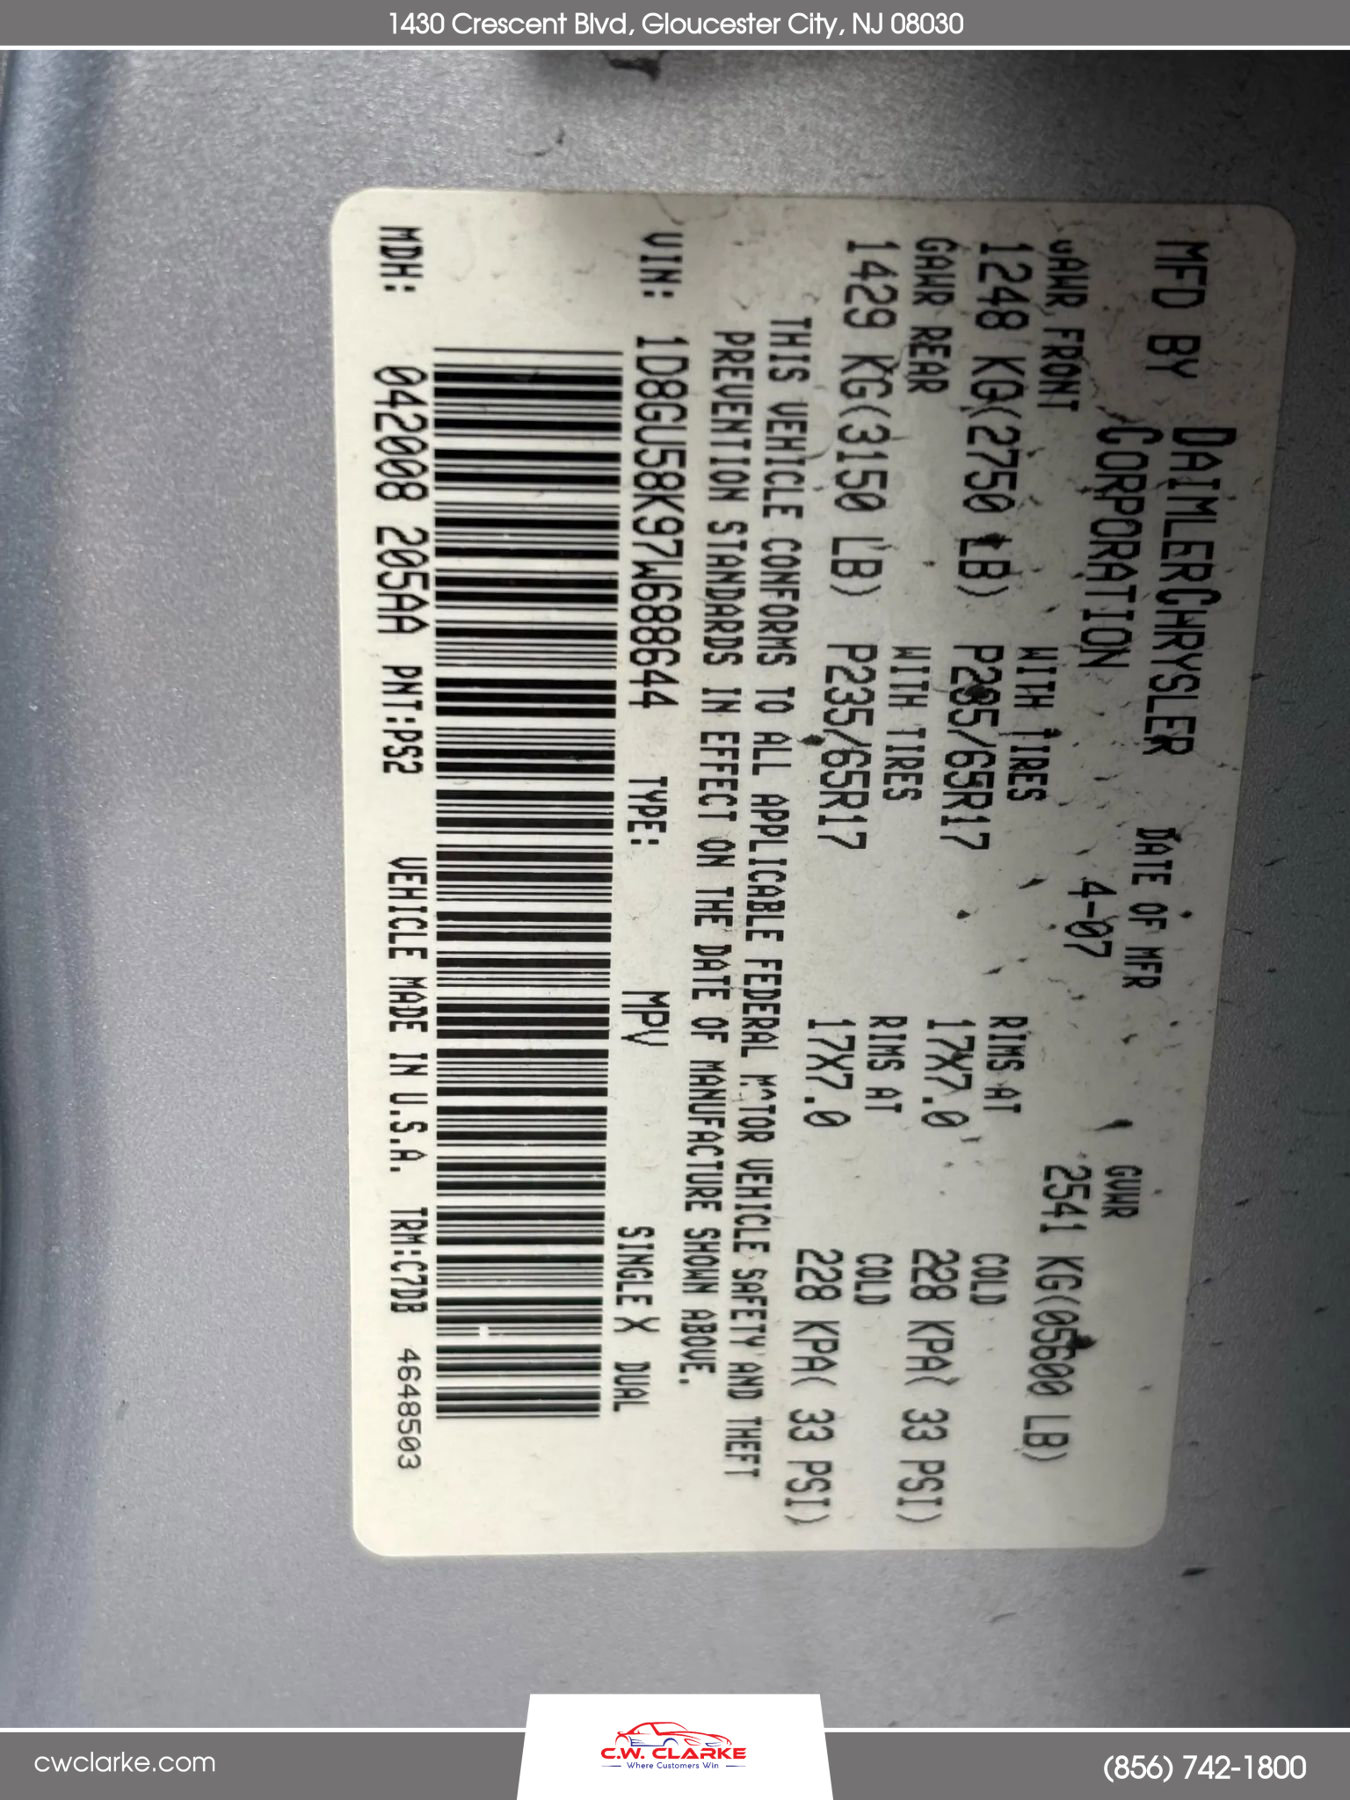 1430 Crescent Blvd, Gloucester City, NJ 08030
MFD BY DAIMLERCHRYSLER CORPORATION
DATE OF MFR 4-07
GVWR 2541 KG(05600 LB)
GAWR FRONT WITH TIRES RIMS AT COLD
1248 KG(2750 LB) P235/65R17 17X7.0 228 KPA( 33 PSI)
GAWR REAR WITH TIRES RIMS AT COLD
1429 KG(3150 LB) P235/65R17 17X7.0 228 KPA( 33 PSI)
THIS VEHICLE CONFORMS TO ALL APPLICABLE FEDERAL MOTOR VEHICLE SAFETY AND THEFT
PREVENTION STANDARDS IN EFFECT ON THE DATE OF MANUFACTURE SHOWN ABOVE.
VIN: 1D8GU58K97W688644 TYPE: MPV SINGLE X DUAL
MDH: 042008 205AA PNT:PS2 VEHICLE MADE IN U.S.A. TRM:C7DB 4648503
cwclarke.com
C.W. CLARKE
Where Customers Win
(856) 742-1800